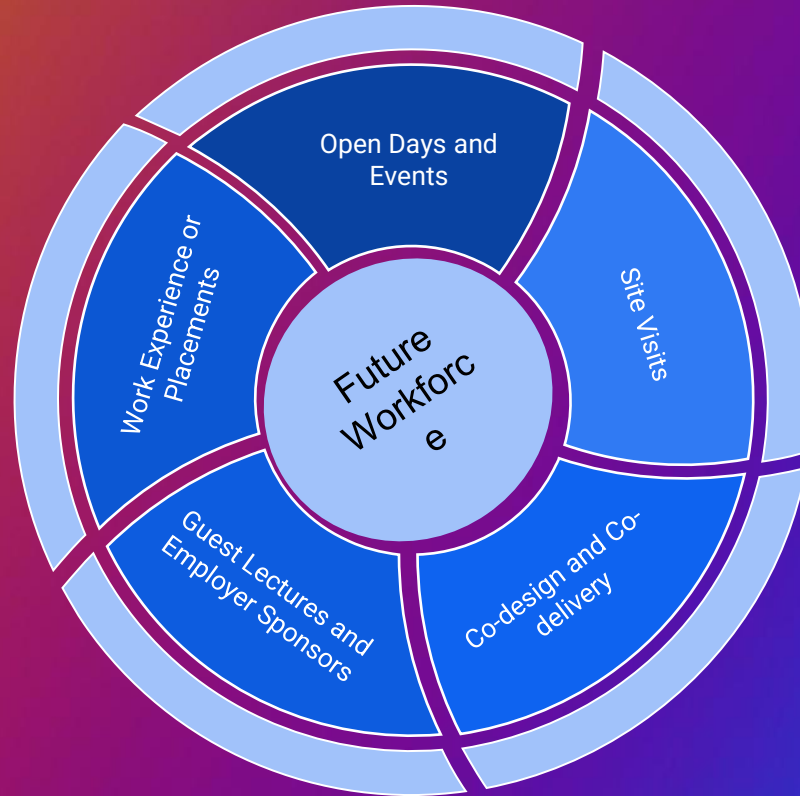 Open Days and
Events
Site Visits
Co-design and Co-
delivery
Guest Lectures and
Employer Sponsors
Work Experience or
Placements
Future
Workforc
e